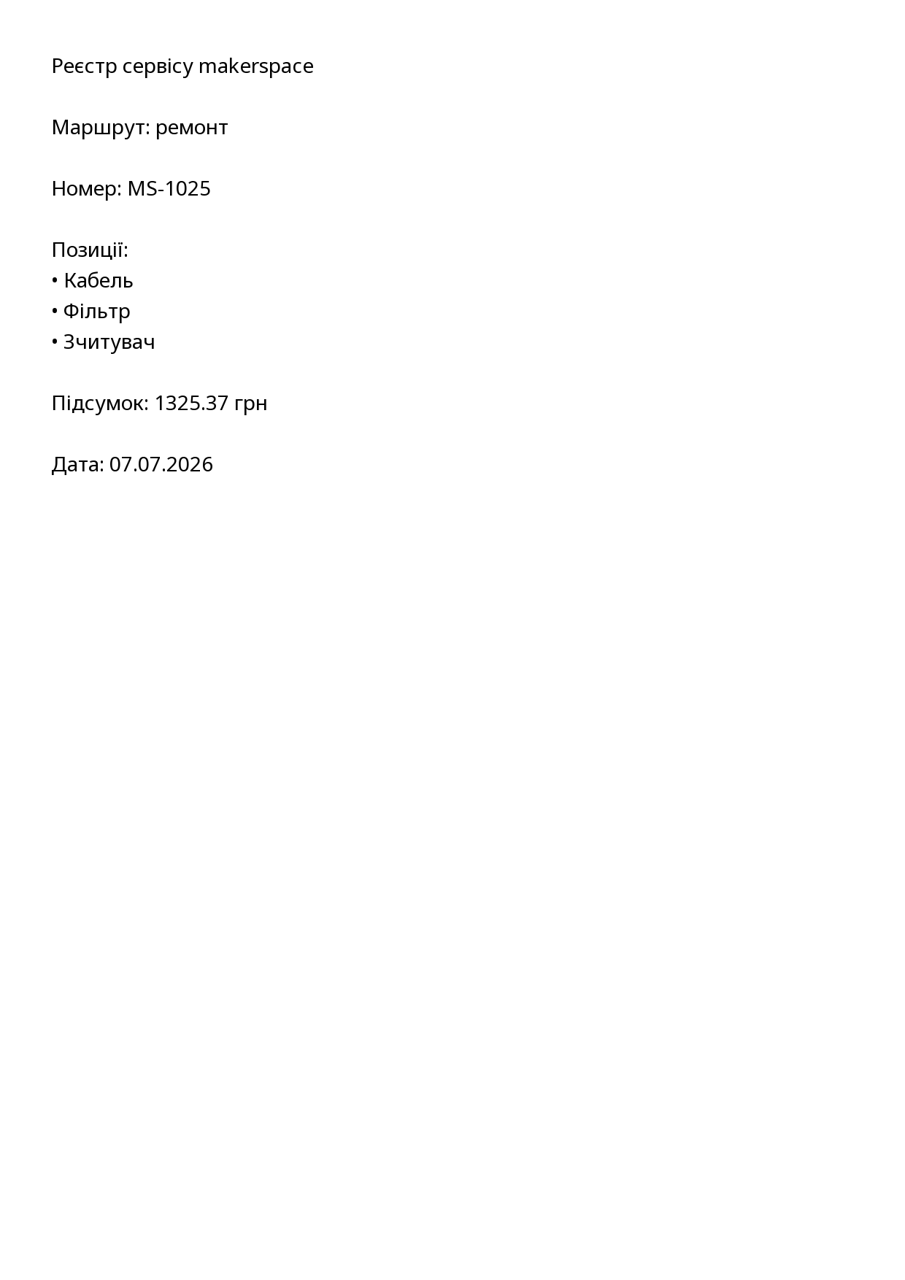 Реєстр сервісу makerspace
Маршрут: ремонт
Номер: MS-1025
Позиції:
• Кабель
• Фільтр
• Зчитувач
Підсумок: 1325.37 грн
Дата: 07.07.2026